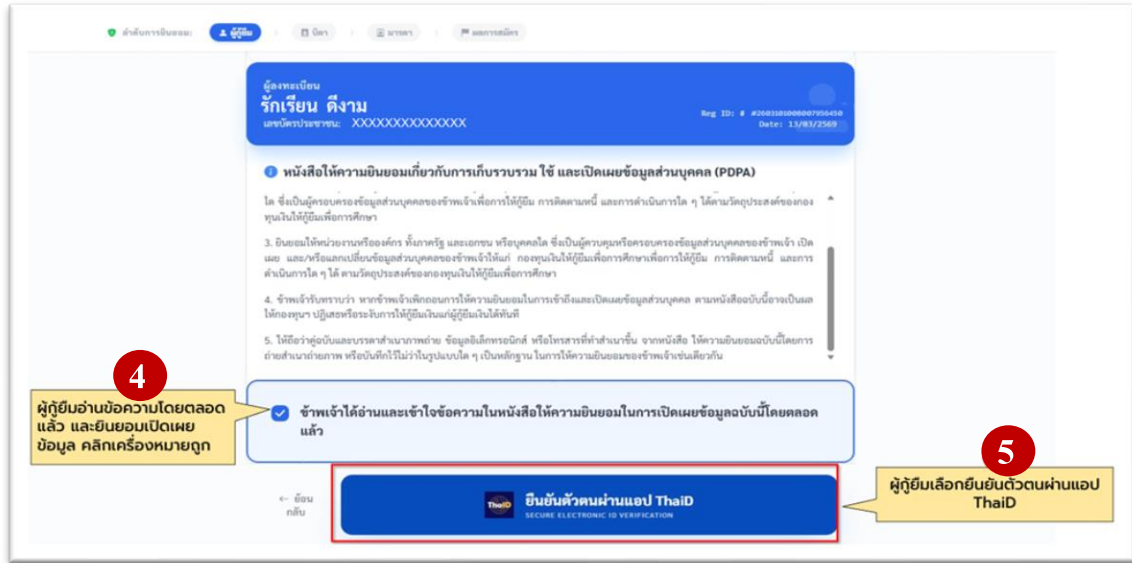 ลำดับการยินยอม:
ผู้กู้ยืม
บิดา
มารดา
ผลการสมัคร
ผู้ลงทะเบียน
รักเรียน ดีงาม
เลขบัตรประชาชน: XXXXXXXXXXXXXX
Date: 13/03/2569
หนังสือให้ความยินยอมเกี่ยวกับการเก็บรวบรวม ใช้ และเปิดเผยข้อมูลส่วนบุคคล (PDPA)
ใด ซึ่งเป็นผู้ครอบครองข้อมูลส่วนบุคคลของข้าพเจ้าเพื่อการให้กู้ยืม การติดตามหนี้ และการดำเนินการใด ๆ ได้ตามวัตถุประสงค์ของกอง
ทุนเงินให้กู้ยืมเพื่อการศึกษา
3. ยินยอมให้หน่วยงานหรือองค์กร ทั้งภาครัฐ และเอกชน หรือบุคคลใด ซึ่งเป็นผู้ควบคุมหรือครอบครองข้อมูลส่วนบุคคลของข้าพเจ้า เปิด
เผย และ/หรือแลกเปลี่ยนข้อมูลส่วนบุคคลของข้าพเจ้าให้แก่ กองทุนเงินให้กู้ยืมเพื่อการศึกษาเพื่อการให้กู้ยืม การติดตามหนี้ และการ
ดำเนินการใด ๆ ได้ ตามวัตถุประสงค์ของกองทุนเงินให้กู้ยืมเพื่อการศึกษา
4. ข้าพเจ้ารับทราบว่า หากข้าพเจ้าเพิกถอนการให้ความยินยอมในการเข้าถึงและเปิดเผยข้อมูลส่วนบุคคล ตามหนังสือฉบับนี้อาจเป็นผล
ให้กองทุนฯ ปฏิเสธหรือระงับการให้กู้ยืมเงินแก่ผู้กู้ยืมเงินได้ทันที
5. ให้ถือว่าคู่ฉบับและบรรดาสำเนาภาพถ่าย ข้อมูลอิเล็กทรอนิกส์ หรือโทรสารที่ทำสำเนาขึ้น จากหนังสือ ให้ความยินยอมฉบับนี้โดยการ
ถ่ายสำเนาถ่ายภาพ หรือบันทึกไว้ไม่ว่าในรูปแบบใด ๆ เป็นหลักฐาน ในการให้ความยินยอมของข้าพเจ้าเช่นเดียวกัน
4
ผู้กู้ยืมอ่านข้อความโดยตลอด
แล้ว และยินยอมเปิดเผย
ข้อมูล คลิกเครื่องหมายถูก
ข้าพเจ้าได้อ่านและเข้าใจข้อความในหนังสือให้ความยินยอมในการเปิดเผยข้อมูลฉบับนี้โดยตลอด
แล้ว
5
ผู้กู้ยืมเลือกยืนยันตัวตนผ่านแอป
ThaiD
← ย้อน
กลับ
ThaID
ยืนยันตัวตนผ่านแอป ThaiD
SECURE ELECTRONIC ID VERIFICATION